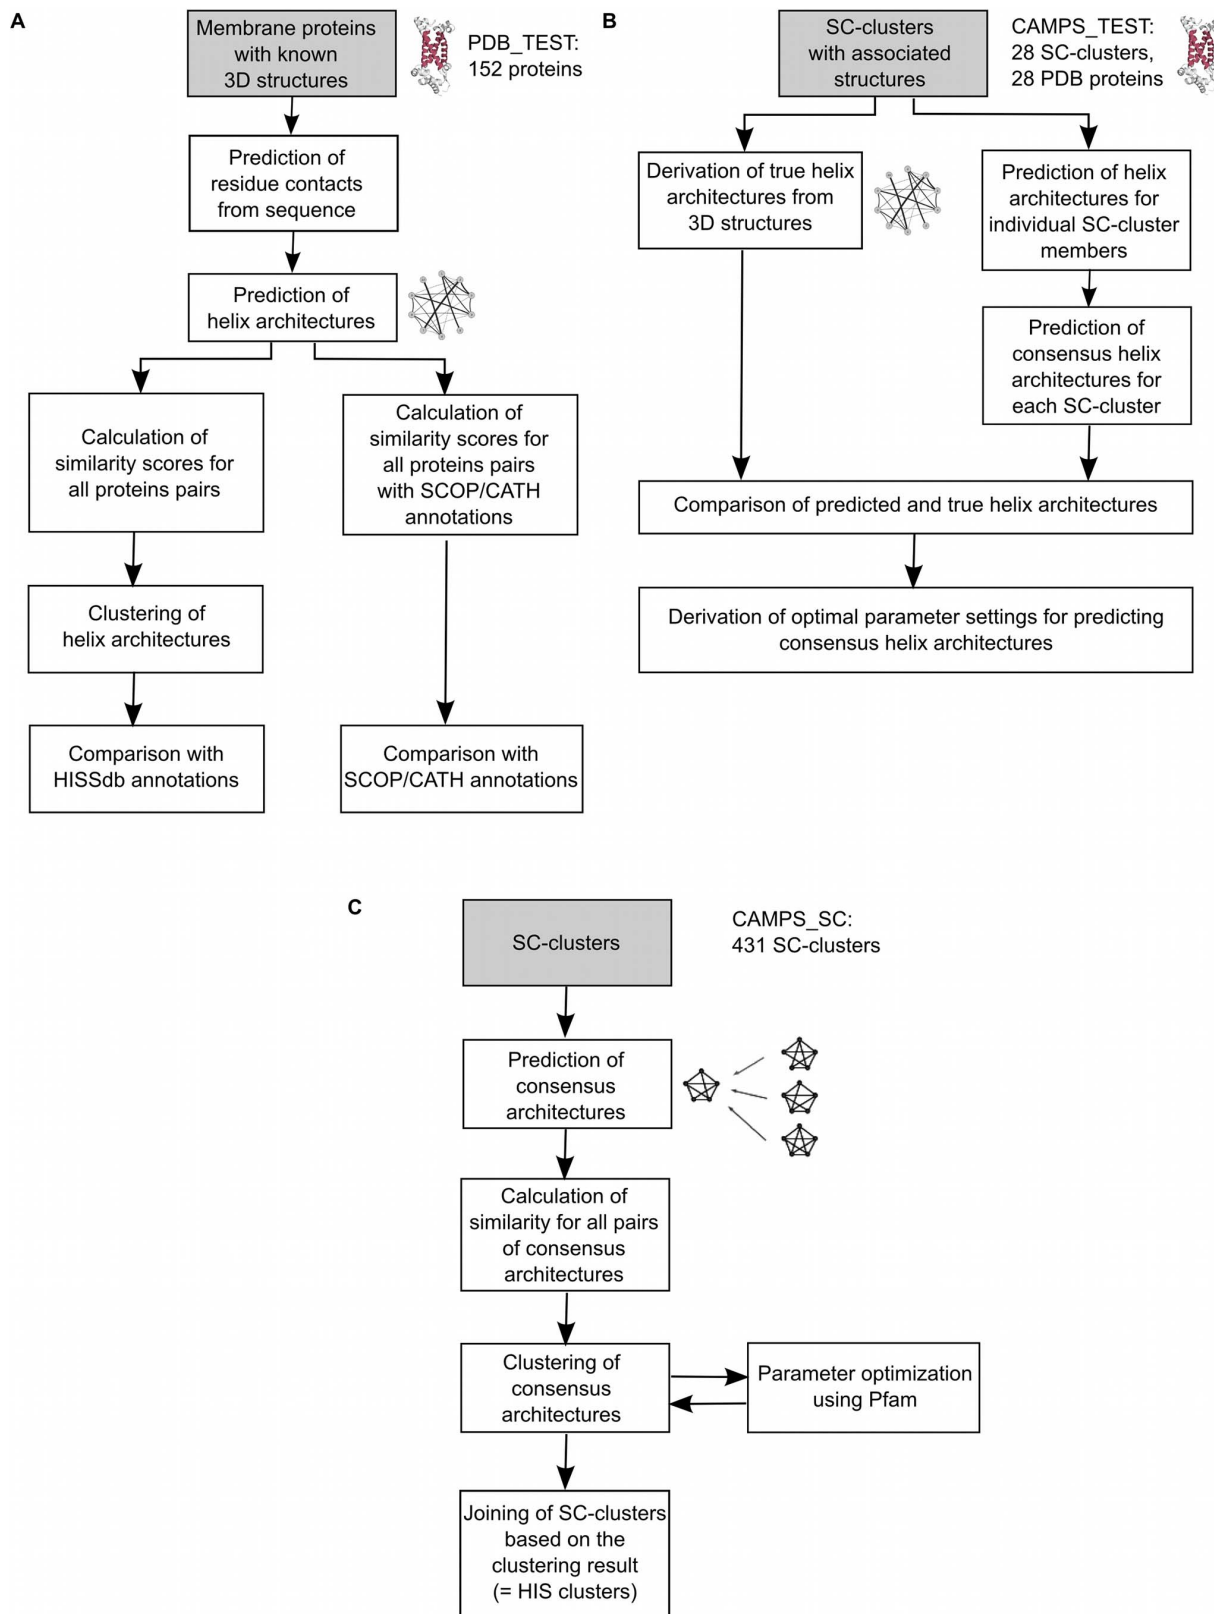 A
Membrane proteins
with known
3D structures
PDB_TEST:
152 proteins
Prediction of
residue contacts
from sequence
Prediction of
helix architectures
Calculation of
similarity scores for
all proteins pairs
Calculation of
similarity scores for
all proteins pairs
with SCOP/CATH
annotations
Clustering of
helix architectures
Comparison with
HISSdb annotations
Comparison with
SCOP/CATH annotations
B
SC-clusters
with associated
structures
CAMPS_TEST:
28 SC-clusters,
28 PDB proteins
Derivation of true helix
architectures from
3D structures
Prediction of helix
architectures for
individual SC-cluster
members
Prediction of
consensus helix
architectures for
each SC-cluster
Comparison of predicted and true helix architectures
Derivation of optimal parameter settings for predicting
consensus helix architectures
C
SC-clusters
CAMPS_SC:
431 SC-clusters
Prediction of
consensus
architectures
Calculation of
similarity for all pairs
of consensus
architectures
Clustering of
consensus
architectures
Parameter optimization
using Pfam
Joining of SC-clusters
based on the
clustering result
(= HIS clusters)